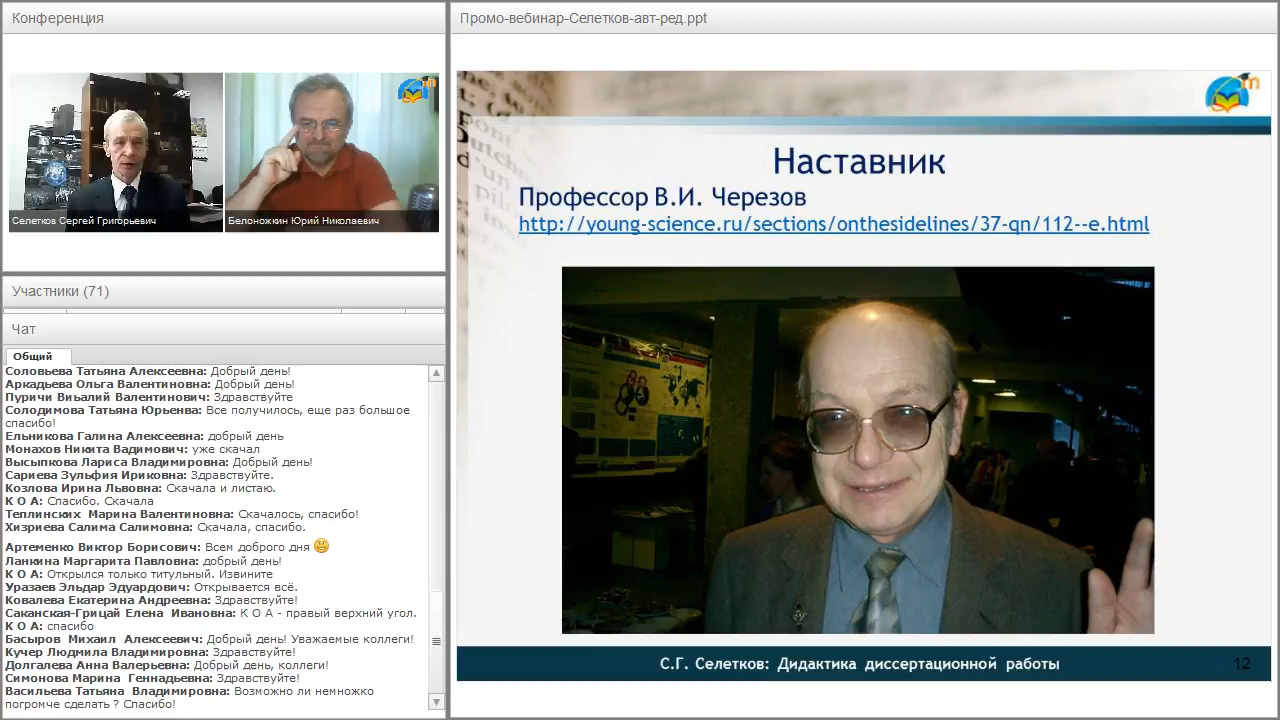 Конференция
Селетков Сергей Григорьевич
Белоножкин Юрий Николаевич
Участники (71)
Чат
Общий
Соловьева Татьяна Алексеевна: Добрый день!
Аркадьева Ольга Валентиновна: Добрый день!
Пуричи Виьалий Валентинович: Здравствуйте
Солодимова Татьяна Юрьенва: Все получилось, еще раз большое
спасибо!
Ельникова Галина Алексеевна: добрый день
Монахов Никита Вадимович: уже скачал
Высыпкова Лариса Владимировна: Добрый день!
Сариева Зульфия Ириковна: Здравствуйте.
Козлова Ирина Львовна: Скачала и листаю.
К О А: Спасибо. Скачала
Теплинских Марина Валентиновна: Скачалось, спасибо!
Хизриева Салима Салимовна: Скачала, спасибо.
Артеменко Виктор Борисович: Всем доброго дня
Ланкина Маргарита Павловна: добрый день!
К О А: Открылся только титульный. Извините
Уразаев Эльдар Эдуардович: Открывается всё.
Ковалева Екатерина Андреевна: Здравствуйте!
Саканская-Грицай Елена Ивановна: К О А - правый верхний угол.
К О А: спасибо
Басыров Михаил Алексеевич: Добрый день! Уважаемые коллеги!
Кучер Людмила Владимировна: Здравствуйте!
Долгалева Анна Валерьевна: Добрый день, коллеги!
Симонова Марина Геннадьевна: Здравствуйте!
Васильева Татьяна Владимировна: Возможно ли немножко
погромче сделать ? Спасибо!
Промо-вебинар-Селетков-авт-ред.ppt
Наставник
Профессор В.И. Черезов
http://young-science.ru/sections/onthesidelines/37-qn/112--e.html
С.Г. Селетков: Дидактика диссертационной работы
12